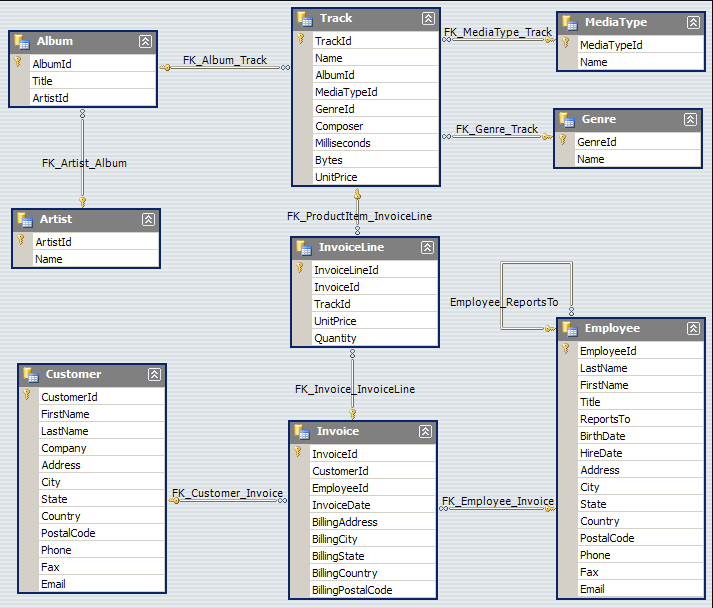 Album
AlbumId
Title
ArtistId
FK_Album_Track
Track
TrackId
Name
AlbumId
MediaTypeId
GenreId
Composer
Milliseconds
Bytes
UnitPrice
FK_MediaType_Track
MediaType
MediaTypeId
Name
FK_Genre_Track
Genre
GenreId
Name
FK_Artist_Album
Artist
ArtistId
Name
FK_ProductItem_InvoiceLine
InvoiceLine
InvoiceLineId
InvoiceId
TrackId
UnitPrice
Quantity
Employee_ReportsTo
Employee
EmployeeId
LastName
FirstName
Title
ReportsTo
BirthDate
HireDate
Address
City
State
Country
PostalCode
Phone
Fax
Email
FK_Invoice_InvoiceLine
Customer
CustomerId
FirstName
LastName
Company
Address
City
State
Country
PostalCode
Phone
Fax
Email
FK_Customer_Invoice
Invoice
InvoiceId
CustomerId
EmployeeId
InvoiceDate
BillingAddress
BillingCity
BillingState
BillingCountry
BillingPostalCode
FK_Employee_Invoice